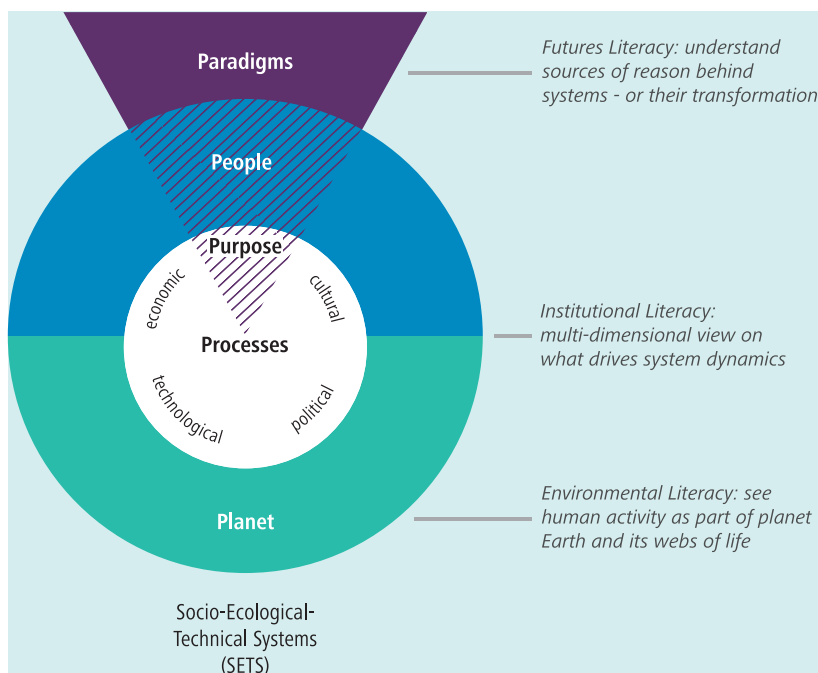 Paradigms
Futures Literacy: understand
sources of reason behind
systems - or their transformation
People
Purpose
economic
cultural
Processes
technological
political
Institutional Literacy:
multi-dimensional view on
what drives system dynamics
Planet
Environmental Literacy: see
human activity as part of planet
Earth and its webs of life
Socio-Ecological-
Technical Systems
(SETS)